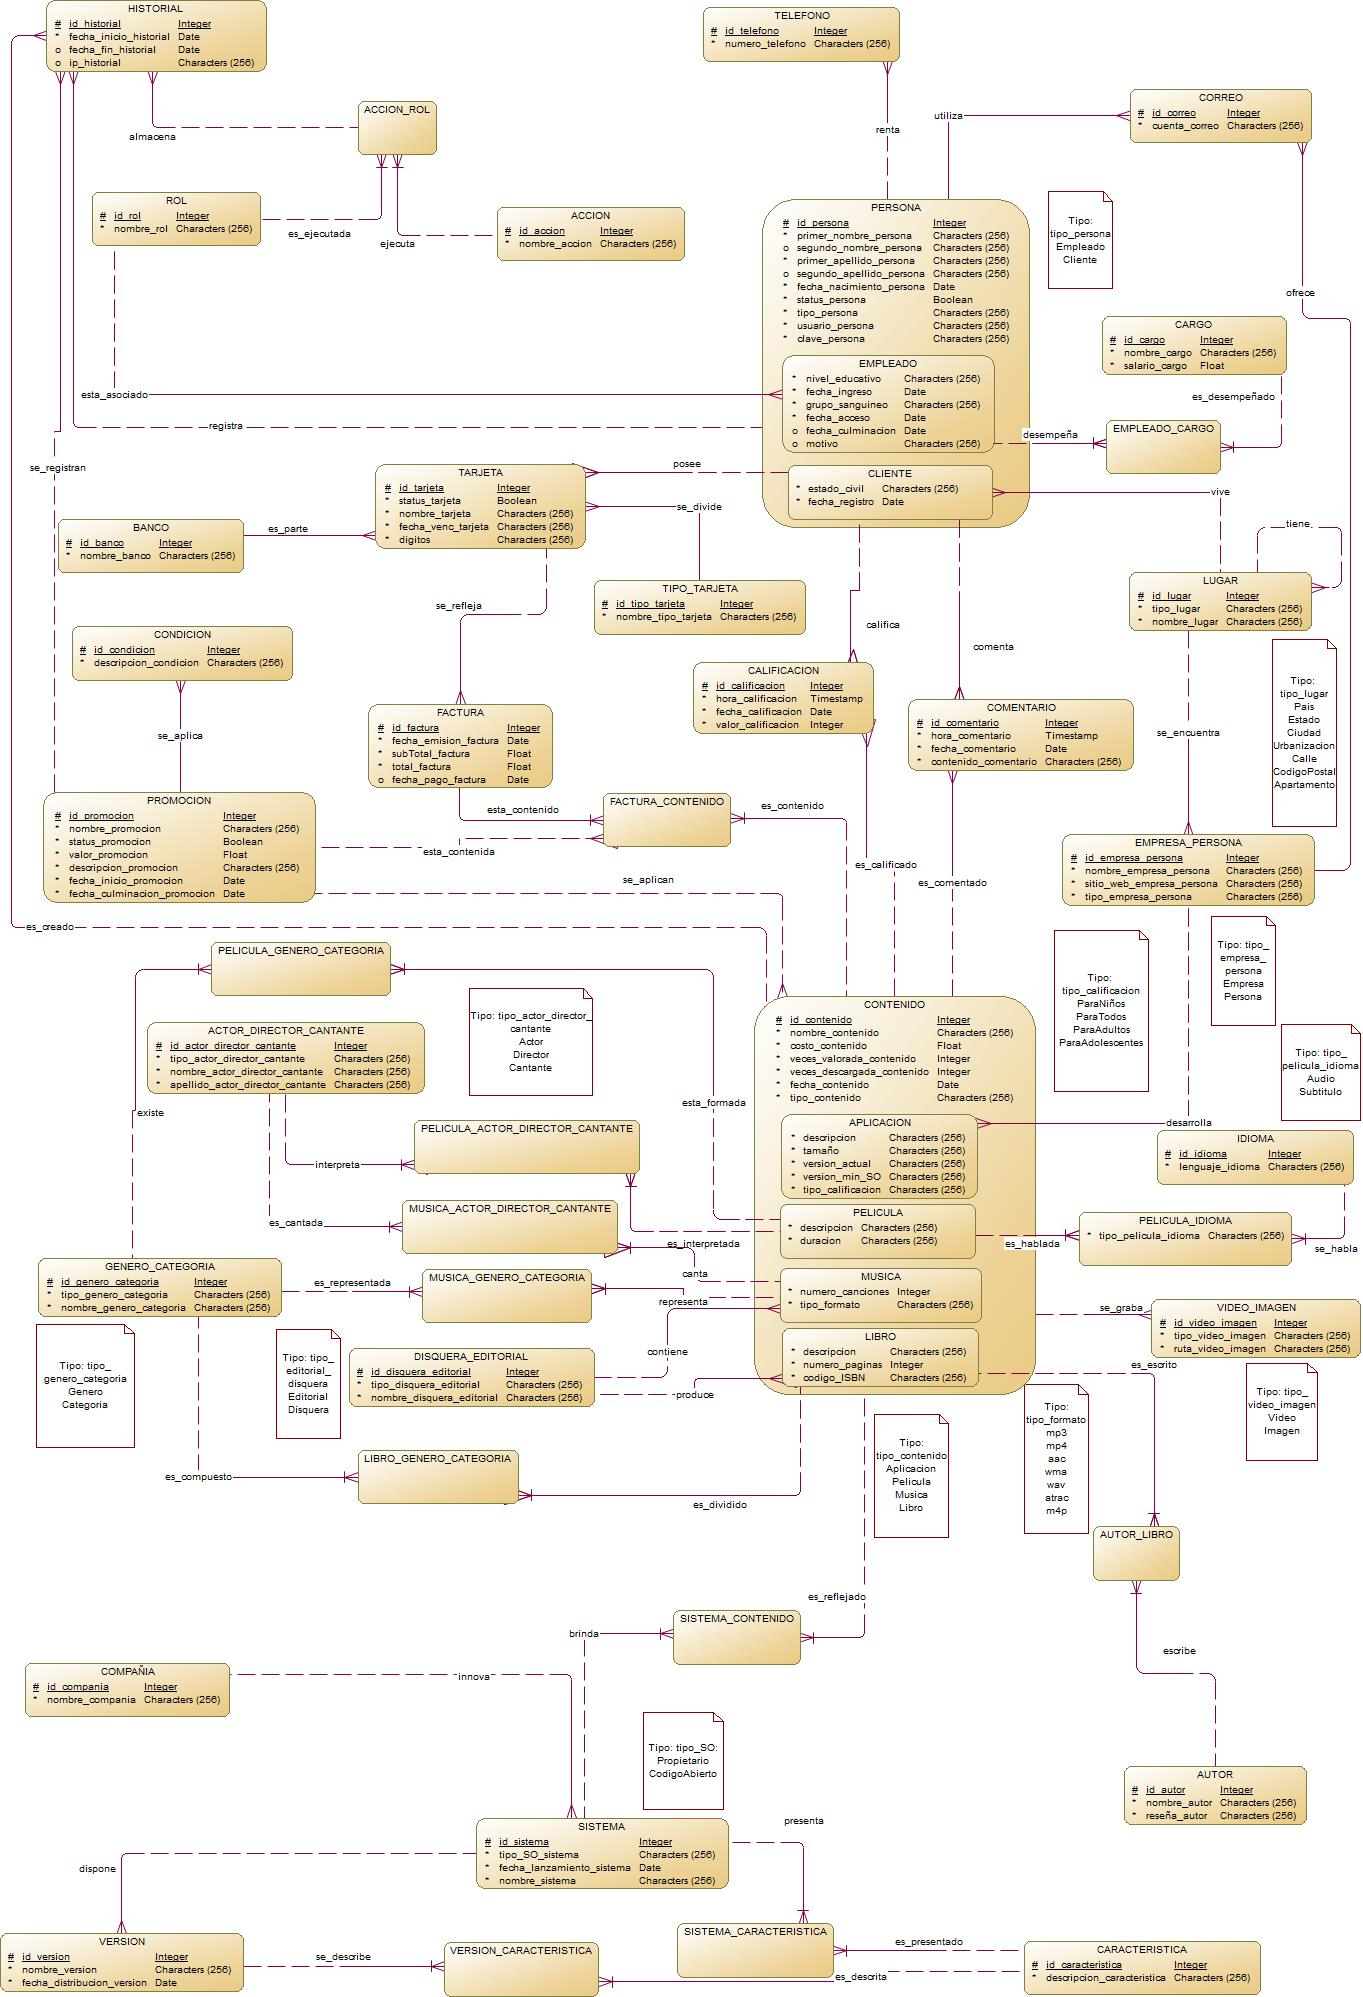 HISTORIAL
# id_historial Integer
* fecha_inicio_historial Date
o fecha_fin_historial Date
o ip_historial Characters (256)
TELEFONO
# id_telefono Integer
* numero_telefono Characters (256)
ACCION_ROL
CORREO
# id_correo Integer
* cuenta_correo Characters (256)
almacena
renta
utiliza
ROL
# id_rol Integer
* nombre_rol Characters (256)
es_ejecutada
ejecuta
ACCION
# id_accion Integer
* nombre_accion Characters (256)
PERSONA
# id_persona Integer
* primer_nombre_persona Characters (256)
o segundo_nombre_persona Characters (256)
* primer_apellido_persona Characters (256)
o segundo_apellido_persona Characters (256)
* fecha_nacimiento_persona Date
* status_persona Boolean
* tipo_persona Characters (256)
* usuario_persona Characters (256)
* clave_persona Characters (256)
Tipo:
tipo_persona
Empleado
Cliente
ofrece
EMPLEADO
* nivel_educativo Characters (256)
* fecha_ingreso Date
* grupo_sanguineo Characters (256)
* fecha_acceso Date
o fecha_culminacion Date
o motivo Characters (256)
CARGO
# id_cargo Integer
* nombre_cargo Characters (256)
* salario_cargo Float
es_desempeñado
esta_asociado
registra
desempeña
EMPLEADO_CARGO
se_registran
posee
CLIENTE
* estado_civil Characters (256)
* fecha_registro Date
vive
TARJETA
# id_tarjeta Integer
* status_tarjeta Boolean
* nombre_tarjeta Characters (256)
* fecha_venc_tarjeta Characters (256)
* digitos Characters (256)
se_divide
tiene
BANCO
# id_banco Integer
* nombre_banco Characters (256)
es_parte
TIPO_TARJETA
# id_tipo_tarjeta Integer
* nombre_tipo_tarjeta Characters (256)
LUGAR
# id_lugar Integer
* tipo_lugar Characters (256)
* nombre_lugar Characters (256)
se_refleja
califica
comenta
CONDICION
# id_condicion Integer
* descripcion_condicion Characters (256)
Tipo:
tipo_lugar
Pais
Estado
Ciudad
Urbanizacion
Calle
CodigoPostal
Apartamento
CALIFICACION
# id_calificacion Integer
* hora_calificacion Timestamp
* fecha_calificacion Date
* valor_calificacion Integer
COMENTARIO
# id_comentario Integer
* hora_comentario Timestamp
* fecha_comentario Date
* contenido_comentario Characters (256)
se_aplica
FACTURA
# id_factura Integer
* fecha_emision_factura Date
* subTotal_factura Float
* total_factura Float
o fecha_pago_factura Date
se_encuentra
PROMOCION
# id_promocion Integer
* nombre_promocion Characters (256)
* status_promocion Boolean
* valor_promocion Float
* descripcion_promocion Characters (256)
* fecha_inicio_promocion Date
* fecha_culminacion_promocion Date
esta_contenido
FACTURA_CONTENIDO
es_contenido
esta_contenida
es_calificado
es_comentado
se_aplican
EMPRESA_PERSONA
# id_empresa_persona Integer
* nombre_empresa_persona Characters (256)
* sitio_web_empresa_persona Characters (256)
* tipo_empresa_persona Characters (256)
es_creado
PELICULA_GENERO_CATEGORIA
Tipo:
tipo_calificacion
ParaNiños
ParaTodos
ParaAdultos
ParaAdolescentes
Tipo: tipo_
empresa_
persona
Empresa
Persona
Tipo: tipo_actor_director_
cantante
Actor
Director
Cantante
CONTENIDO
# id_contenido Integer
* nombre_contenido Characters (256)
* costo_contenido Float
* veces_valorada_contenido Integer
* veces_descargada_contenido Integer
* fecha_contenido Date
* tipo_contenido Characters (256)
ACTOR_DIRECTOR_CANTANTE
# id_actor_director_cantante Integer
* tipo_actor_director_cantante Characters (256)
* nombre_actor_director_cantante Characters (256)
* apellido_actor_director_cantante Characters (256)
Tipo: tipo_
pelicula_idioma
Audio
Subtitulo
existe
esta_formada
APLICACION
* descripcion Characters (256)
* tamaño Characters (256)
* version_actual Characters (256)
* version_min_SO Characters (256)
* tipo_calificacion Characters (256)
desarrolla
PELICULA_ACTOR_DIRECTOR_CANTANTE
interpreta
IDIOMA
# id_idioma Integer
* lenguaje_idioma Characters (256)
MUSICA_ACTOR_DIRECTOR_CANTANTE
es_cantada
PELICULA
* descripcion Characters (256)
* duracion Characters (256)
es_interpretada
es_hablada
PELICULA_IDIOMA
* tipo_pelicula_idioma Characters (256)
se_habla
GENERO_CATEGORIA
# id_genero_categoria Integer
* tipo_genero_categoria Characters (256)
* nombre_genero_categoria Characters (256)
es_representada
MUSICA_GENERO_CATEGORIA
canta
representa
MUSICA
* numero_canciones Integer
* tipo_formato Characters (256)
se_graba
VIDEO_IMAGEN
# id_video_imagen Integer
* tipo_video_imagen Characters (256)
* ruta_video_imagen Characters (256)
Tipo: tipo_
genero_categoria
Genero
Categoria
Tipo: tipo_
editorial_
disquera
Editorial
Disquera
DISQUERA_EDITORIAL
# id_disquera_editorial Integer
* tipo_disquera_editorial Characters (256)
* nombre_disquera_editorial Characters (256)
contiene
produce
LIBRO
* descripcion Characters (256)
* numero_paginas Integer
* codigo_ISBN Characters (256)
es_escrito
Tipo: tipo_
video_imagen
Video
Imagen
Tipo:
tipo_formato
mp3
mp4
aac
wma
wav
atrac
m4p
Tipo:
tipo_contenido
Aplicacion
Pelicula
Musica
Libro
es_compuesto
LIBRO_GENERO_CATEGORIA
es_dividido
AUTOR_LIBRO
es_reflejado
brinda
SISTEMA_CONTENIDO
escribe
COMPAÑIA
# id_compania Integer
* nombre_compania Characters (256)
innova
Tipo: tipo_SO:
Propietario
CodigoAbierto
AUTOR
# id_autor Integer
* nombre_autor Characters (256)
* reseña_autor Characters (256)
SISTEMA
# id_sistema Integer
* tipo_SO_sistema Characters (256)
* fecha_lanzamiento_sistema Date
* nombre_sistema Characters (256)
presenta
dispone
VERSION
# id_version Integer
* nombre_version Characters (256)
* fecha_distribucion_version Date
se_describe
VERSION_CARACTERISTICA
SISTEMA_CARACTERISTICA
es_presentado
es_descrita
CARACTERISTICA
# id_caracteristica Integer
* descripcion_caracteristica Characters (256)